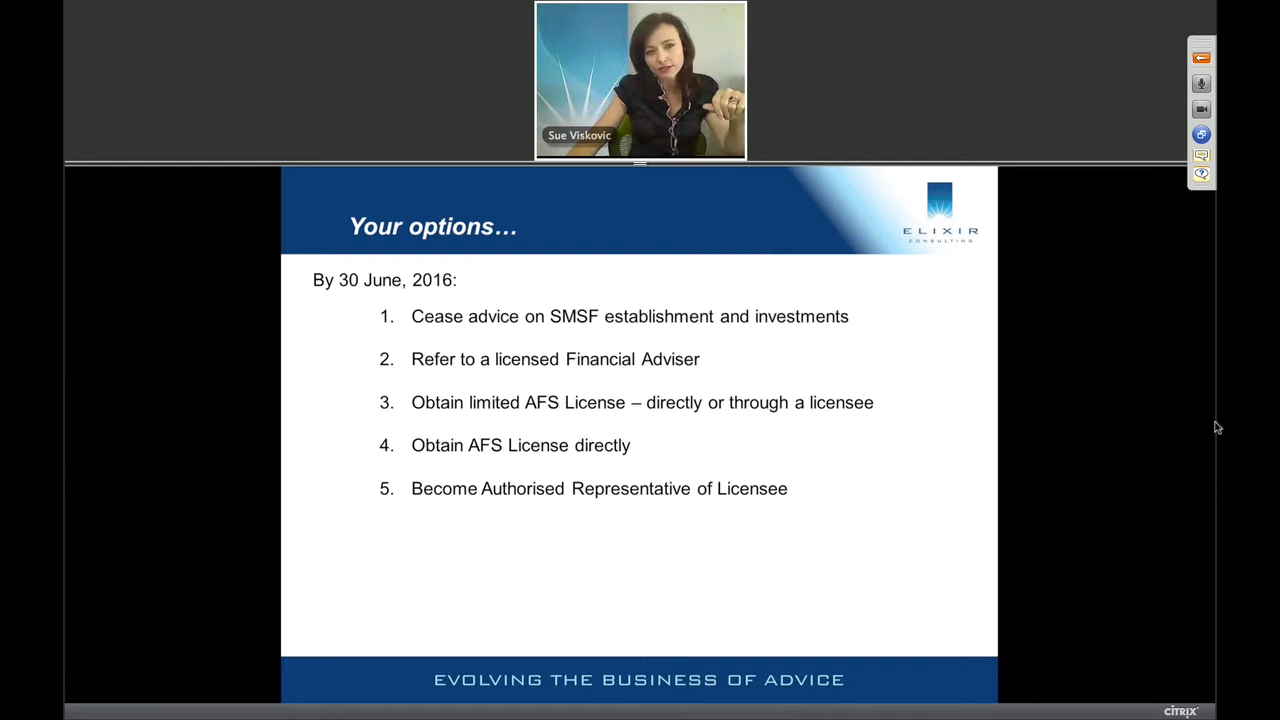 Sue Viskovic
Your options…
ELIXIR
CONSULTING
By 30 June, 2016:
1. Cease advice on SMSF establishment and investments
2. Refer to a licensed Financial Adviser
3. Obtain limited AFS License – directly or through a licensee
4. Obtain AFS License directly
5. Become Authorised Representative of Licensee
EVOLVING THE BUSINESS OF ADVICE
CITRIX